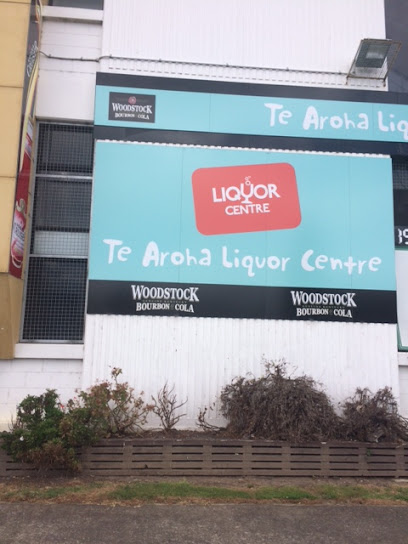 WOODSTOCK
BOURBON & COLA
Te Aroha Liq
LIQUOR
CENTRE
Te Aroha Liquor Centre
WOODSTOCK
BOURBON & COLA
WOODSTOCK
BOURBON & COLA